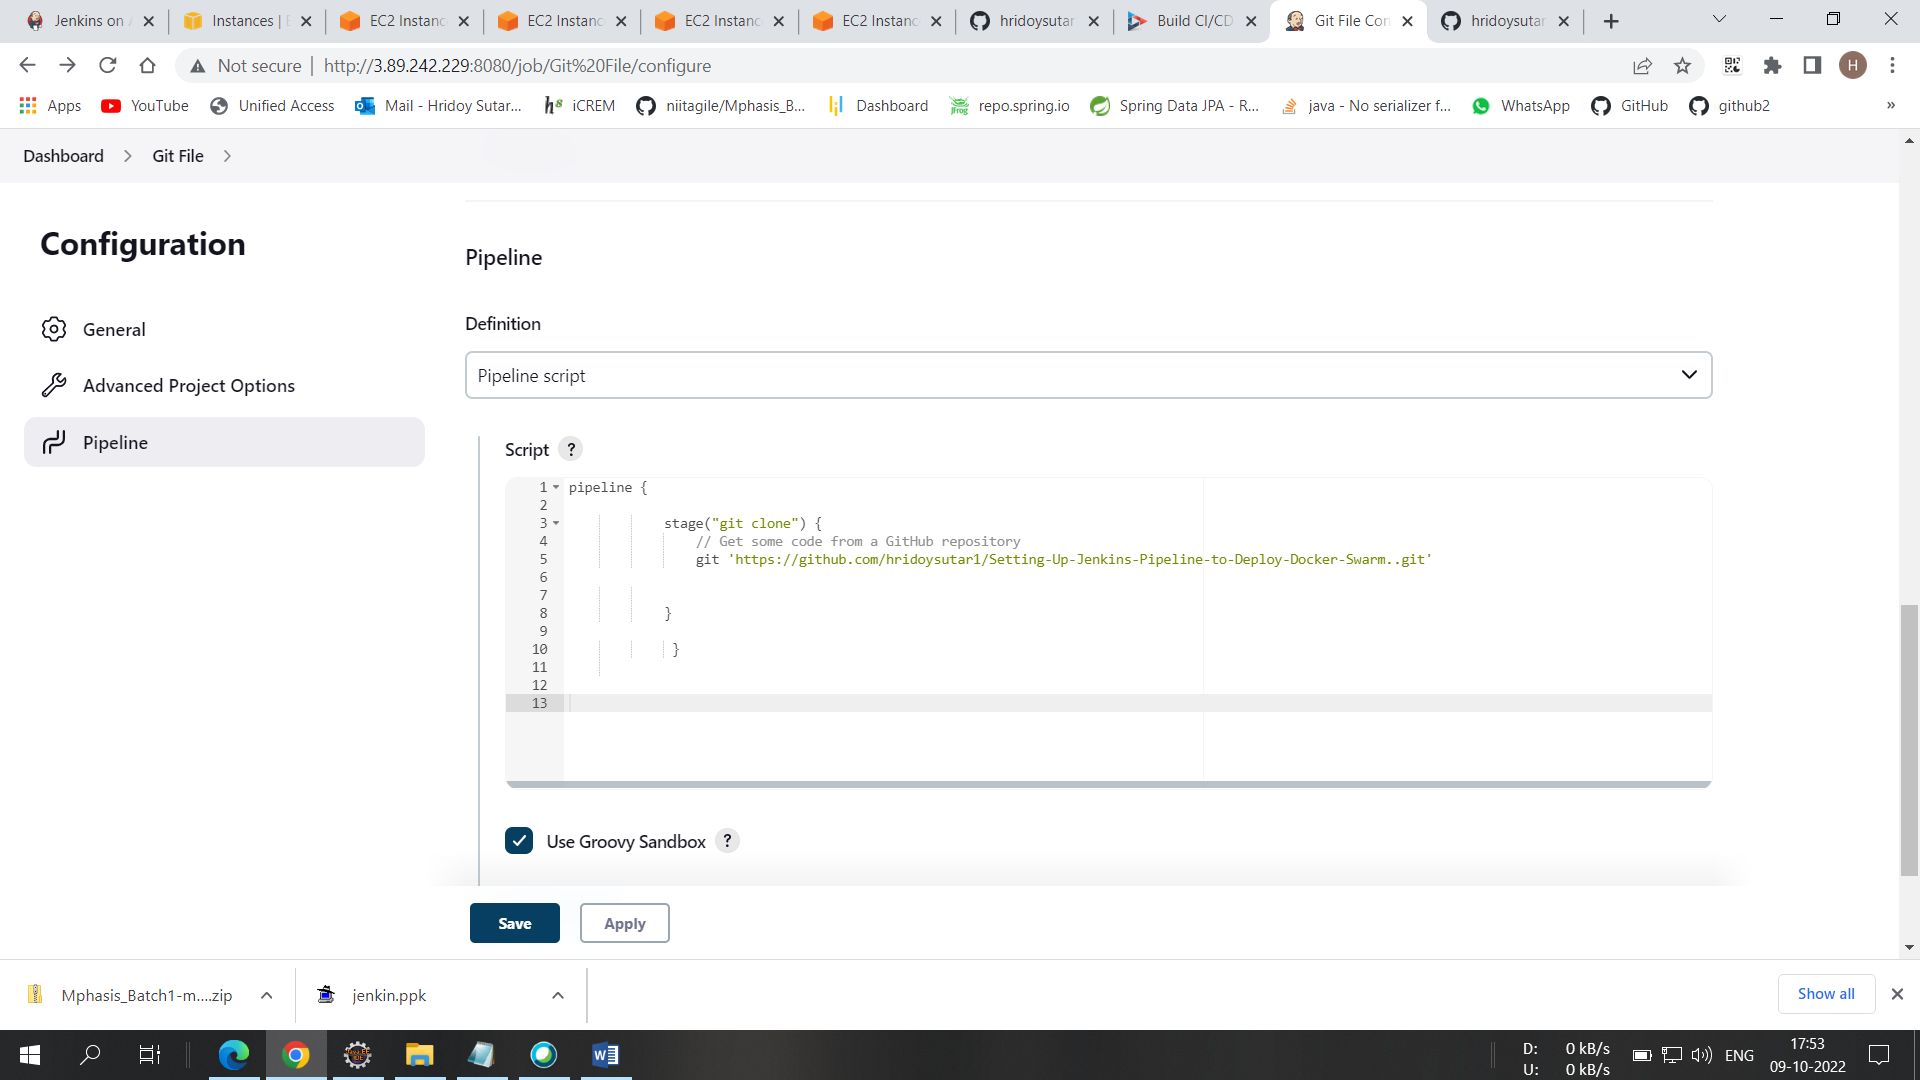 Jenkins on
Instances |
EC2 Instanc
EC2 Instanc
EC2 Instanc
EC2 Instanc
hridoysutar
Build CI/CD
Git File Con
hridoysutar
Not secure | http://3.89.242.229:8080/job/Git%20File/configure
H
Apps
YouTube
Unified Access
Mail - Hridoy Sutar...
iCREM
niitagile/Mphasis_B...
Dashboard
repo.spring.io
Spring Data JPA - R...
java - No serializer f...
WhatsApp
GitHub
github2
»
Dashboard > Git File >
Configuration
General
Advanced Project Options
Pipeline
Pipeline
Definition
Pipeline script
Script ?
1 pipeline {
2
3 stage("git clone") {
4 // Get some code from a GitHub repository
5 git 'https://github.com/hridoysutar1/Setting-Up-Jenkins-Pipeline-to-Deploy-Docker-Swarm..git'
6
7
8 }
9
10 }
11
12
13
Use Groovy Sandbox ?
Save
Apply
Mphasis_Batch1-m....zip
jenkin.ppk
Show all
D: 0 kB/s
U: 0 kB/s
ENG
17:53
09-10-2022